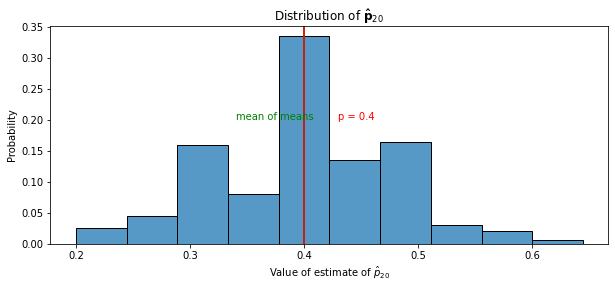 Distribution of p̂₂₀
0.35
0.30
0.25
0.20
0.15
0.10
0.05
0.00
Probability
mean of means
p = 0.4
0.2 0.3 0.4 0.5 0.6
Value of estimate of p̂₂₀